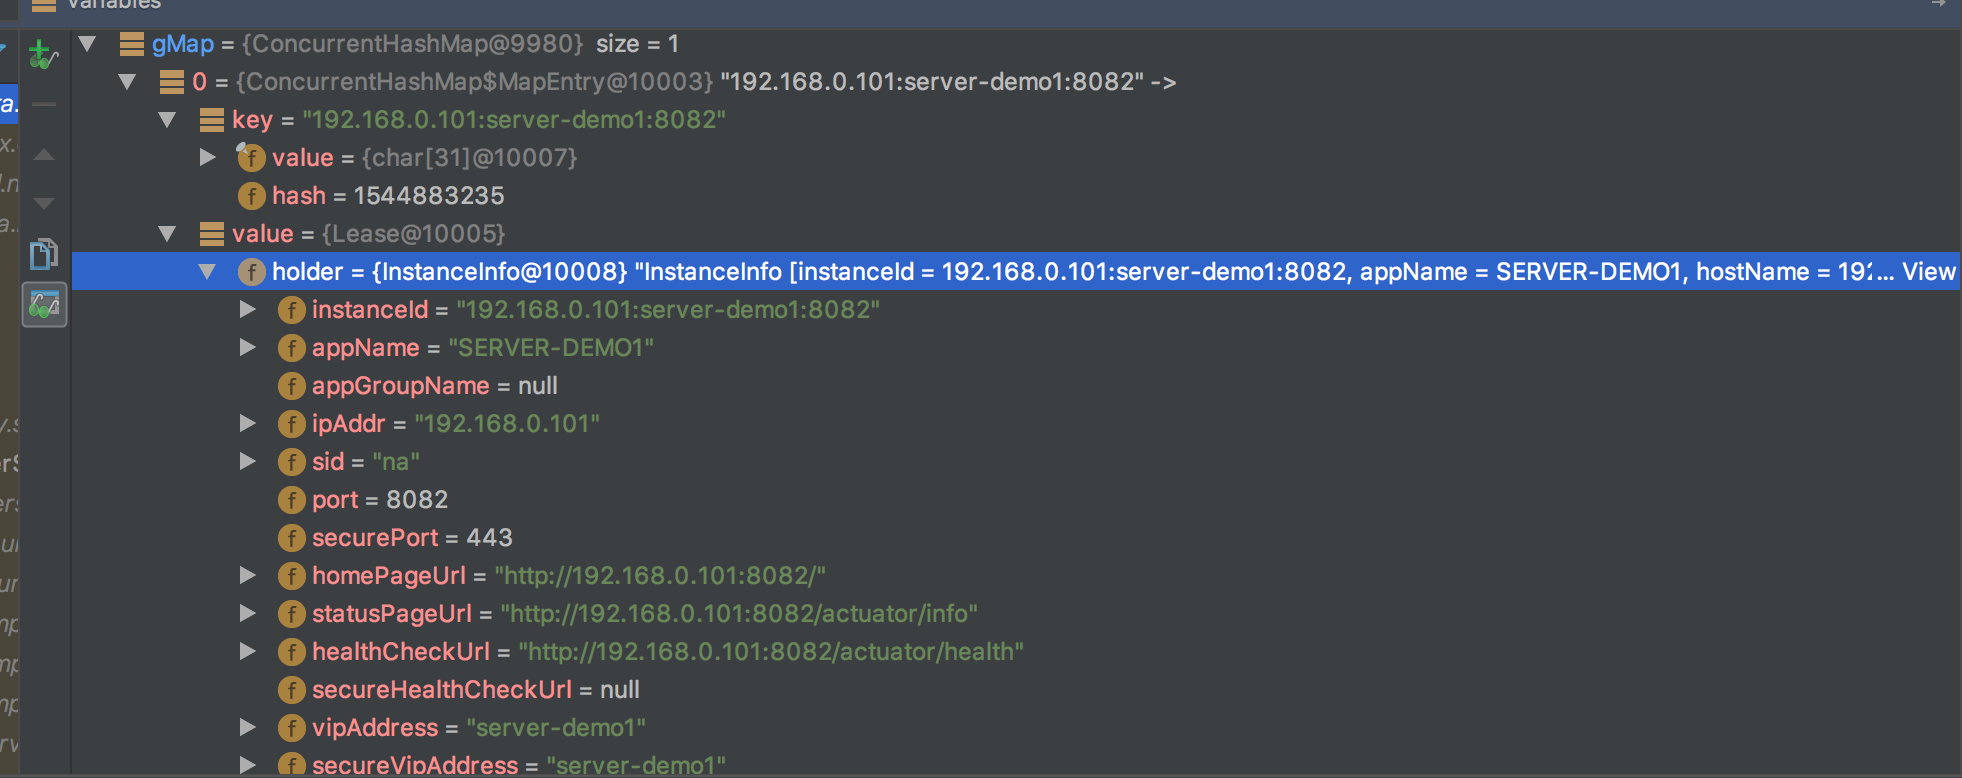 Variables
gMap = {ConcurrentHashMap@9980} size = 1
0 = {ConcurrentHashMap$MapEntry@10003} "192.168.0.101:server-demo1:8082" ->
key = "192.168.0.101:server-demo1:8082"
f value = {char[31]@10007}
f hash = 1544883235
value = {Lease@10005}
f holder = {InstanceInfo@10008} "InstanceInfo [instanceId = 192.168.0.101:server-demo1:8082, appName = SERVER-DEMO1, hostName = 192... View
f instanceId = "192.168.0.101:server-demo1:8082"
f appName = "SERVER-DEMO1"
f appGroupName = null
f ipAddr = "192.168.0.101"
f sid = "na"
f port = 8082
f securePort = 443
f homePageUrl = "http://192.168.0.101:8082/"
f statusPageUrl = "http://192.168.0.101:8082/actuator/info"
f healthCheckUrl = "http://192.168.0.101:8082/actuator/health"
f secureHealthCheckUrl = null
f vipAddress = "server-demo1"
f secureVipAddress = "server-demo1"